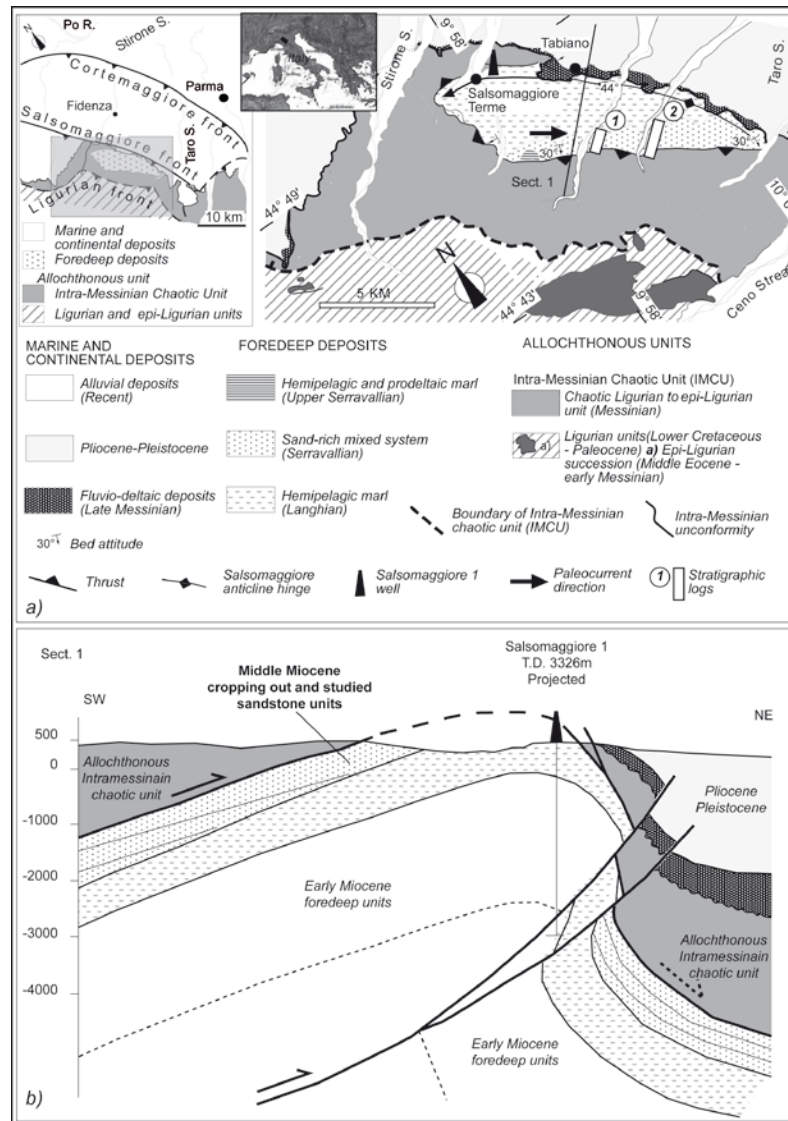 a)
Po R.
Stirone S.
Cortemaggiore front
Parma
Fidenza
Salsomaggiore front
Taro S.
Ligurian front
10 km
Marine and
continental deposits
Foredeep deposits
Allochthonous unit
Intra-Messinian Chaotic Unit
Ligurian and epi-Ligurian units
Italy
Stirone S.
9° 58'
Tabiano
Taro S.
Salsomaggiore
Terme
44°
1
2
30°
30°
Sect. 1
44° 49'
N
5 KM
44° 43'
9° 58'
Ceno Strea
MARINE AND
CONTINENTAL DEPOSITS
Alluvial deposits
(Recent)
Pliocene-Pleistocene
Fluvio-deltaic deposits
(Late Messinian)
30° Bed attitude
FOREDEEP DEPOSITS
Hemipelagic and prodeltaic marl
(Upper Serravallian)
Sand-rich mixed system
(Serravallian)
Hemipelagic marl
(Langhian)
ALLOCHTHONOUS UNITS
Intra-Messinian Chaotic Unit (IMCU)
Chaotic Ligurian to epi-Ligurian
unit (Messinian)
a)
Ligurian units(Lower Cretaceous
- Paleocene) a) Epi-Ligurian
succession (Middle Eocene -
early Messinian)
Boundary of Intra-Messinian
chaotic unit (IMCU)
Intra-Messinian
unconformity
Thrust
Salsomaggiore
anticline hinge
Salsomaggiore 1
well
Paleocurrent
direction
1
Stratigraphic
logs
a)
Sect. 1
SW
Middle Miocene
cropping out and studied
sandstone units
Salsomaggiore 1
T.D. 3326m
Projected
NE
500
0
-1000
-2000
-3000
-4000
Allochthonous
Intramessinain
chaotic unit
Pliocene
Pleistocene
Early Miocene
foredeep units
Allochthonous
Intramessinain
chaotic unit
Early Miocene
foredeep units
b)